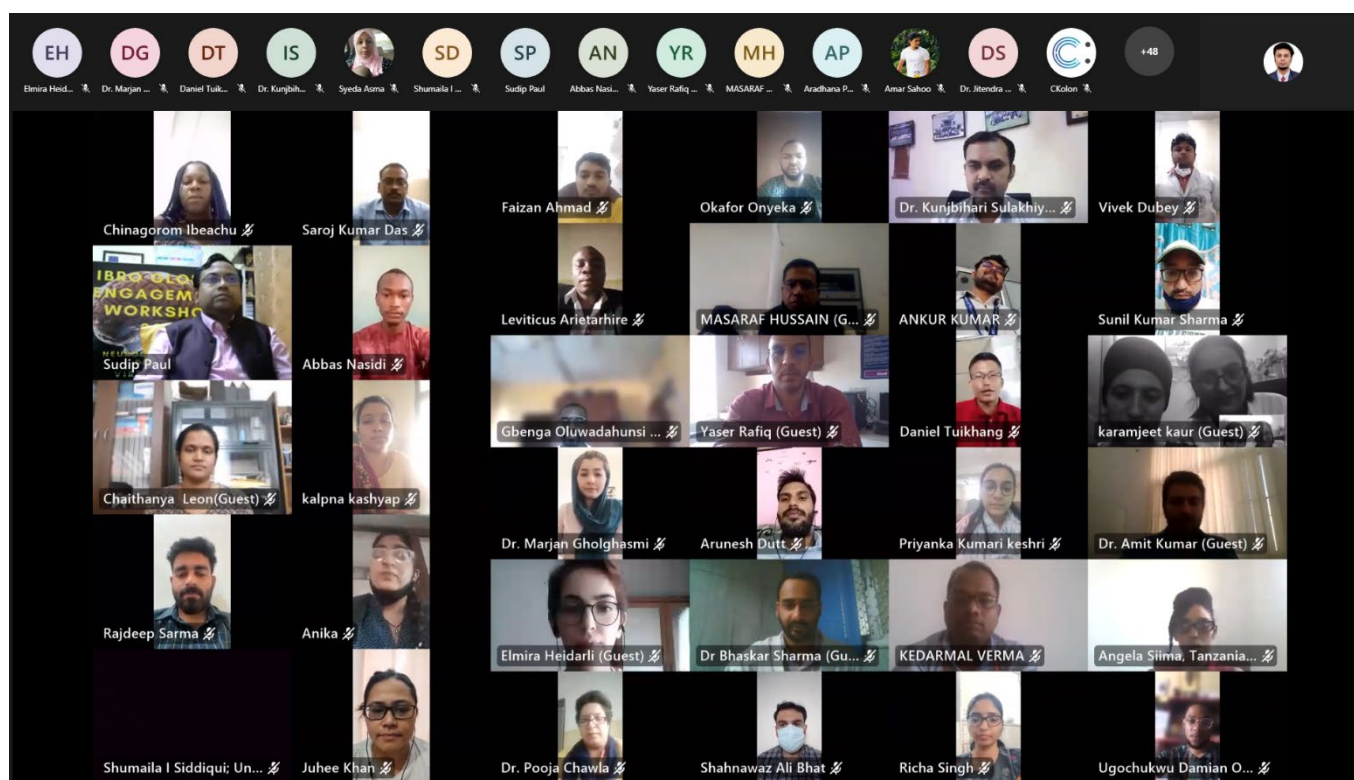 EH
DG
DT
IS
SD
SP
AN
YR
MH
AP
DS
C
+48
Elmira Heid...
Dr. Marjan ...
Daniel Tuik...
Dr. Kunjbih...
Syeda Asma
Shumaila I ...
Sudip Paul
Abbas Nasi...
Yaser Rafiq ...
MASARAF ...
Aradhana P...
Amar Sahoo
Dr. Jitendra ...
CKolon
Chinagorom Ibeachu
Saroj Kumar Das
Faizan Ahmad
Okafor Onyeka
Dr. Kunjbihari Sulakhiy...
Vivek Dubey
IBRO GLO
ENGAGEM
WORKSHO
Sudip Paul
Abbas Nasidi
Leviticus Arietarhire
MASARAF HUSSAIN (G...
ANKUR KUMAR
Sunil Kumar Sharma
Gbenga Oluwadahunsi ...
Yaser Rafiq (Guest)
Daniel Tuikhang
karamjeet kaur (Guest)
Chaithanya Leon(Guest)
kalpna kashyap
Dr. Marjan Gholghasmi
Arunesh Dutt
Priyanka Kumari keshri
Dr. Amit Kumar (Guest)
Rajdeep Sarma
Anika
Elmira Heidarli (Guest)
Dr Bhaskar Sharma (Gu...
KEDARMAL VERMA
Angela Siima, Tanzania...
Shumaila I Siddiqui; Un...
Juhee Khan
Dr. Pooja Chawla
Shahnawaz Ali Bhat
Richa Singh
Ugochukwu Damian O...